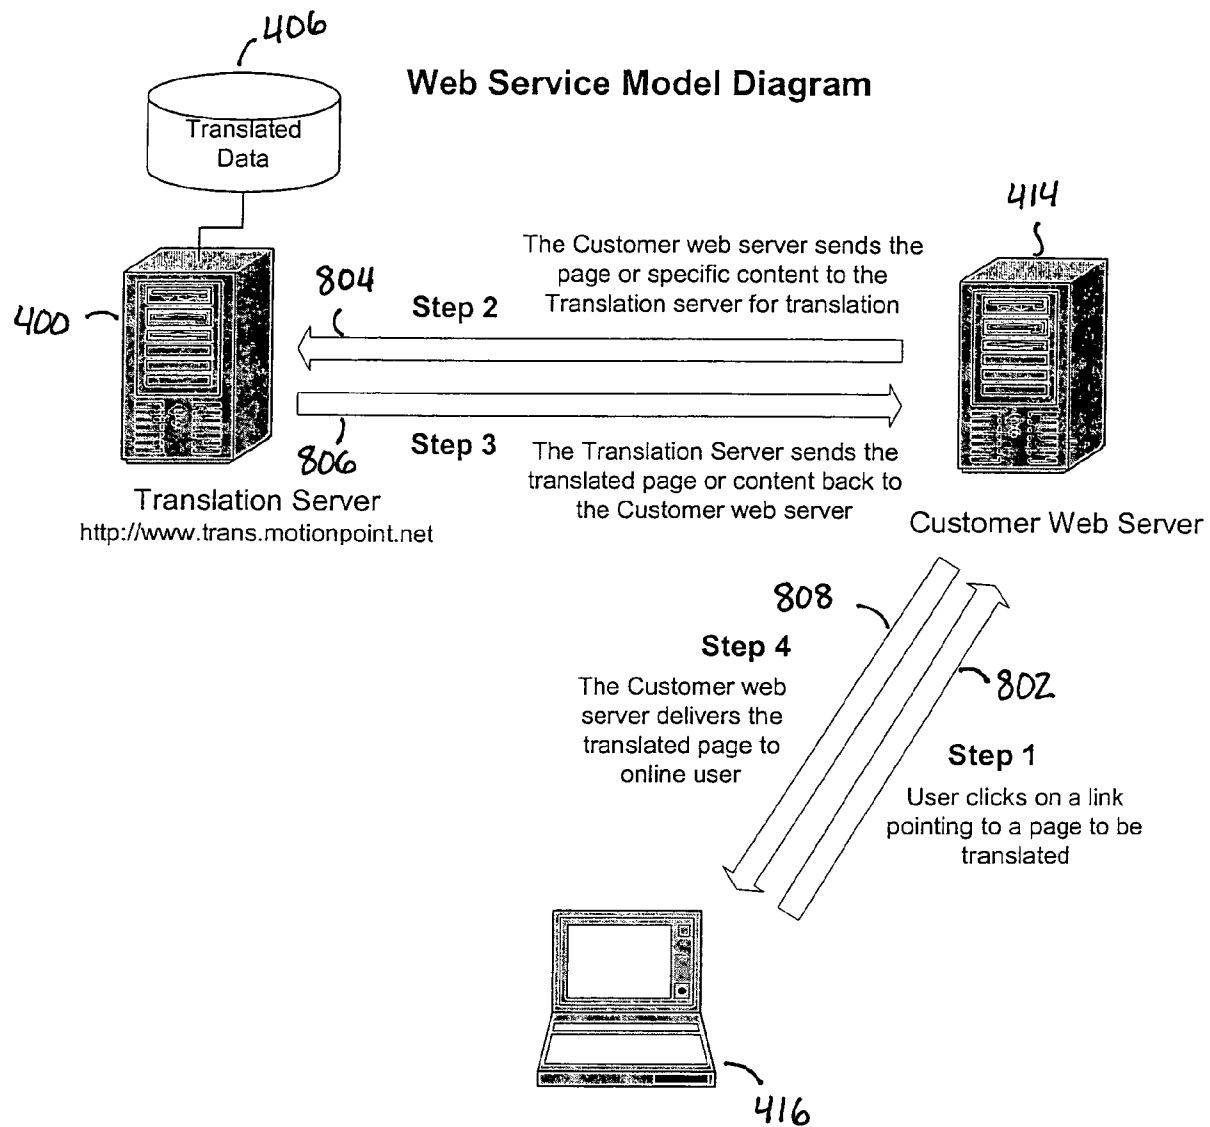 406
Web Service Model Diagram
Translated
Data
414
400
804
Step 2
The Customer web server sends the
page or specific content to the
Translation server for translation
806
Step 3
The Translation Server sends the
translated page or content back to
the Customer web server
Translation Server
http://www.trans.motionpoint.net
Customer Web Server
808
Step 4
The Customer web
server delivers the
translated page to
online user
802
Step 1
User clicks on a link
pointing to a page to be
translated
416